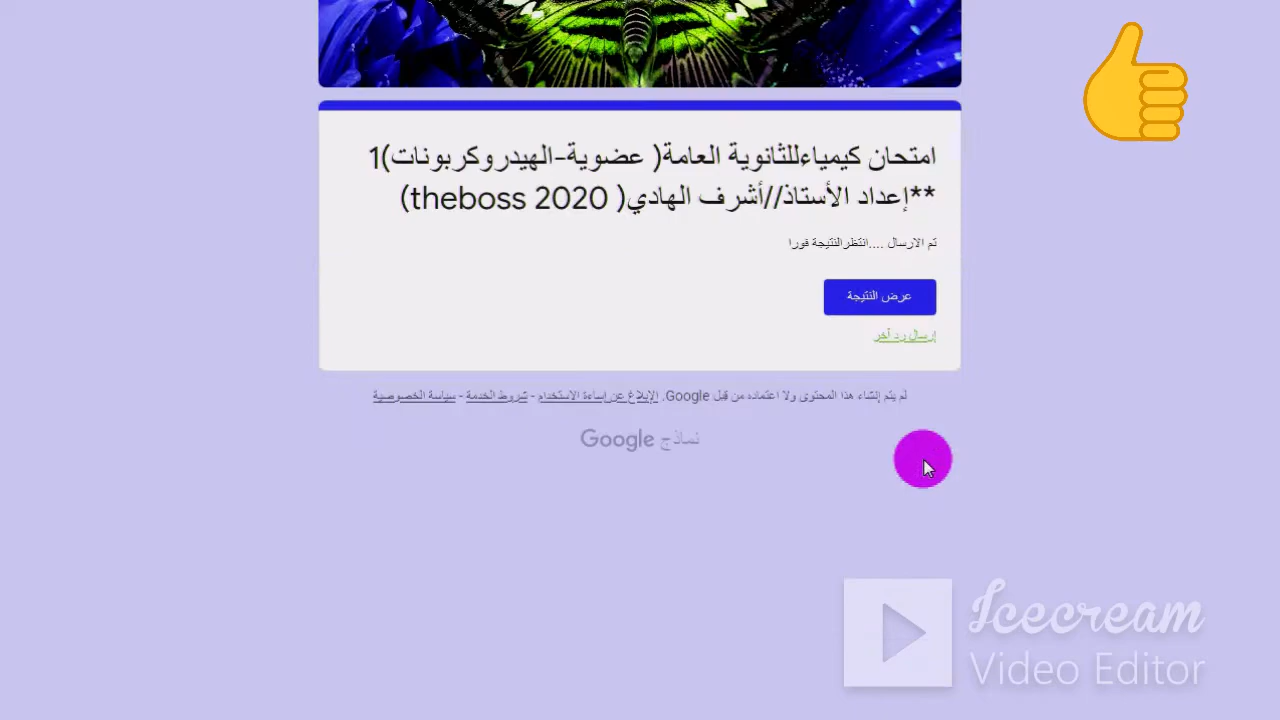 امتحان كيمياءللثانوية العامة( عضوية-الهيدروكربونات)1
**إعداد الأستاذ//أشرف الهادي( theboss 2020)
تم الارسال ....انتظرالنتيجة فورا
عرض النتيجة
إرسال رد آخر
لم يتم إنشاء هذا المحتوى ولا اعتماده من قبل Google. الإبلاغ عن إساءة الاستخدام - شروط الخدمة - سياسة الخصوصية
نماذج Google
Icecream
Video Editor